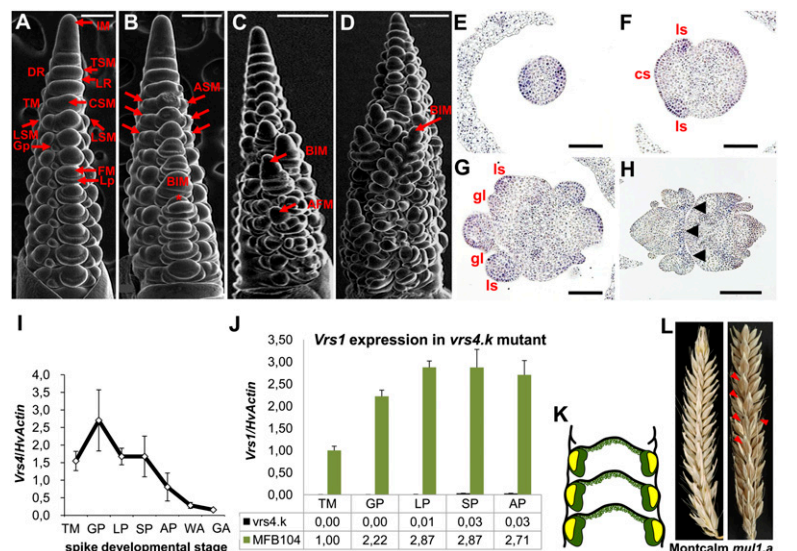 A
B
C
D
E
F
G
H
I
J
K
L
IM
TSM
DR
LR
TM
CSM
LSM
LSM
Gp
FM
Lp
ASM
BIM
BIM
AFM
BIM
ls
cs
ls
ls
gl
gl
ls
Vrs4/HvActin
4,0
3,5
3,0
2,5
2,0
1,5
1,0
0,5
0,0
TM GP LP SP AP WA GA
spike developmental stage
Vrs1 expression in vrs4.k mutant
Vrs1/HvActin
3,50
3,00
2,50
2,00
1,50
1,00
0,50
0,00
TM GP LP SP AP
vrs4.k 0,00 0,00 0,01 0,03 0,03
MFB104 1,00 2,22 2,87 2,87 2,71
Montcalm mul1.a